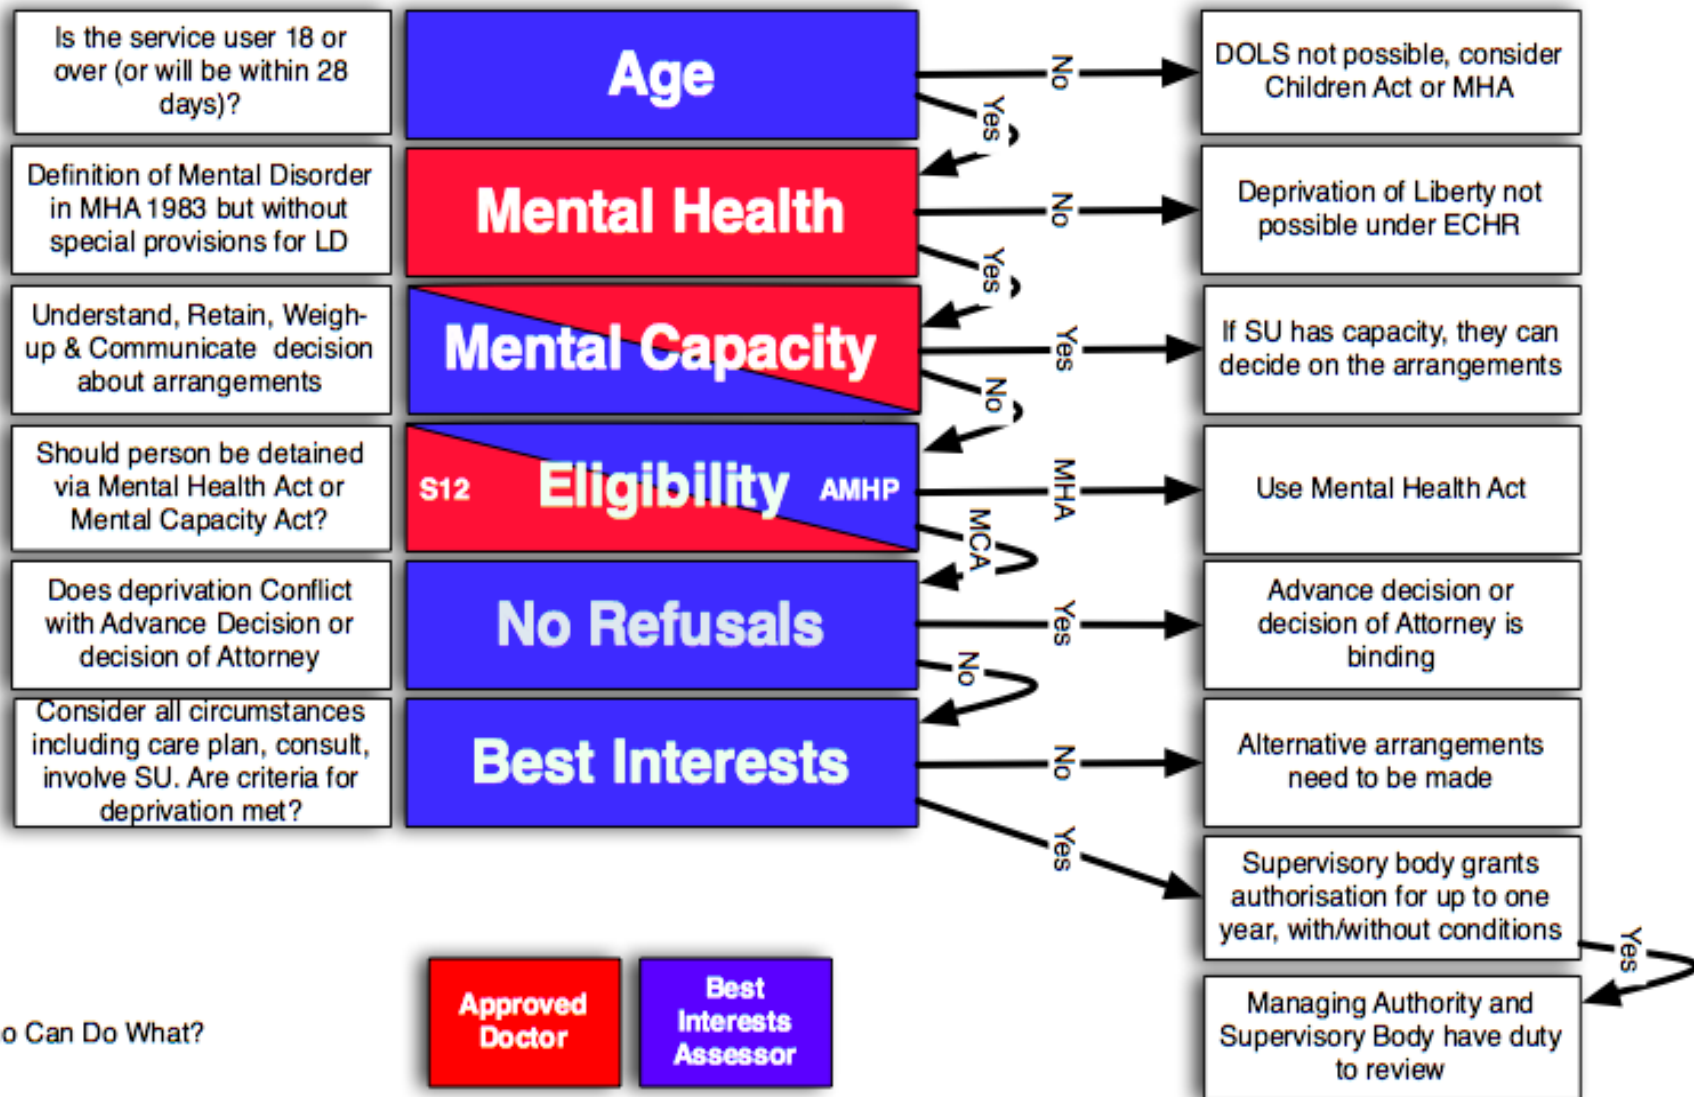 Is the service user 18 or
over (or will be within 28
days)?
Age
No
DOLS not possible, consider
Children Act or MHA
Yes
Definition of Mental Disorder
in MHA 1983 but without
special provisions for LD
Mental Health
No
Deprivation of Liberty not
possible under ECHR
Yes
Understand, Retain, Weigh-
up & Communicate decision
about arrangements
Mental Capacity
Yes
If SU has capacity, they can
decide on the arrangements
No
Should person be detained
via Mental Health Act or
Mental Capacity Act?
S12 Eligibility AMHP
MHA
Use Mental Health Act
MCA
Does deprivation Conflict
with Advance Decision or
decision of Attorney
No Refusals
Yes
Advance decision or
decision of Attorney is
binding
No
Consider all circumstances
including care plan, consult,
involve SU. Are criteria for
deprivation met?
Best Interests
No
Alternative arrangements
need to be made
Yes
Supervisory body grants
authorisation for up to one
year, with/without conditions
Yes
Managing Authority and
Supervisory Body have duty
to review
o Can Do What?
Approved
Doctor
Best
Interests
Assessor